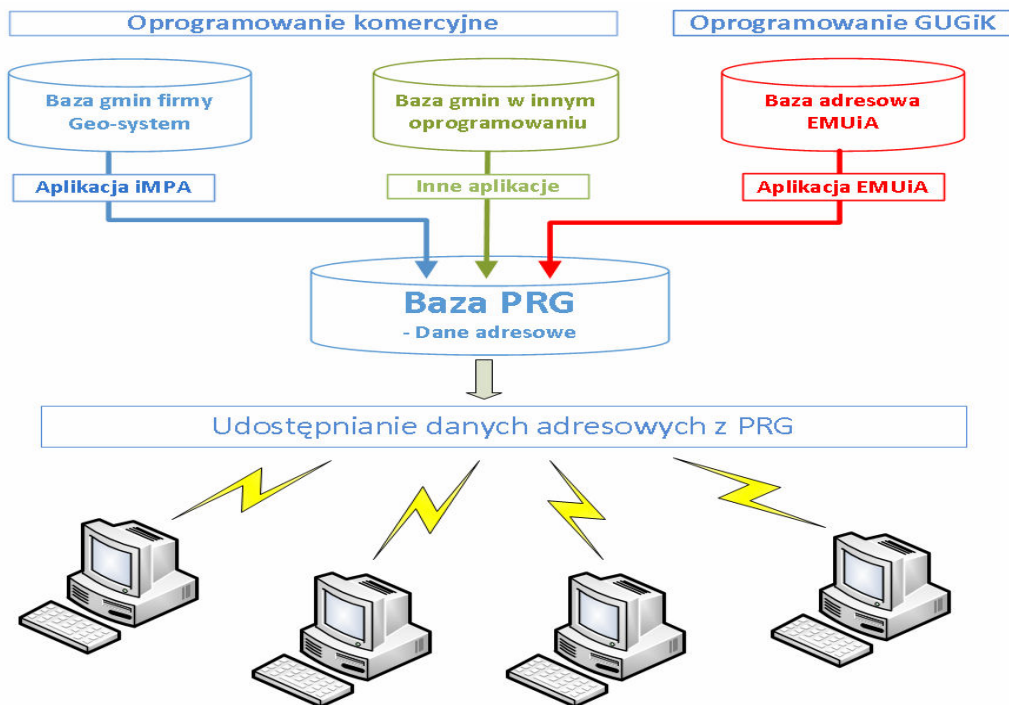 Oprogramowanie komercyjne
Oprogramowanie GUGiK
Baza gmin firmy
Geo-system
Baza gmin w innym
oprogramowaniu
Baza adresowa
EMUiA
Aplikacja iMPA
Inne aplikacje
Aplikacja EMUiA
Baza PRG
- Dane adresowe
Udostępnianie danych adresowych z PRG